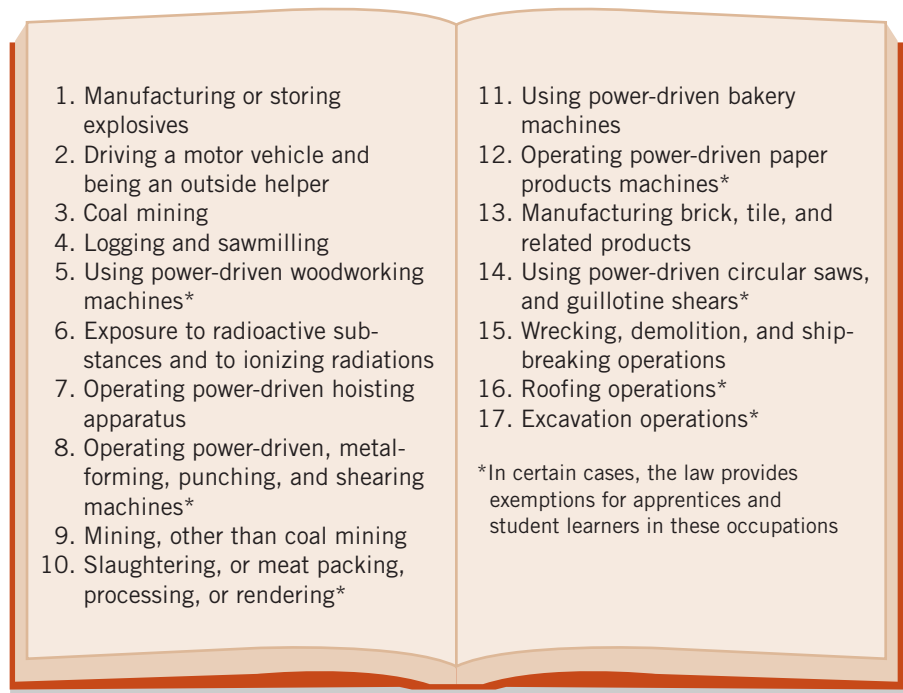 1. Manufacturing or storing
explosives
2. Driving a motor vehicle and
being an outside helper
3. Coal mining
4. Logging and sawmilling
5. Using power-driven woodworking
machines*
6. Exposure to radioactive sub-
stances and to ionizing radiations
7. Operating power-driven hoisting
apparatus
8. Operating power-driven, metal-
forming, punching, and shearing
machines*
9. Mining, other than coal mining
10. Slaughtering, or meat packing,
processing, or rendering*
11. Using power-driven bakery
machines
12. Operating power-driven paper
products machines*
13. Manufacturing brick, tile, and
related products
14. Using power-driven circular saws,
and guillotine shears*
15. Wrecking, demolition, and ship-
breaking operations
16. Roofing operations*
17. Excavation operations*
*In certain cases, the law provides
exemptions for apprentices and
student learners in these occupations